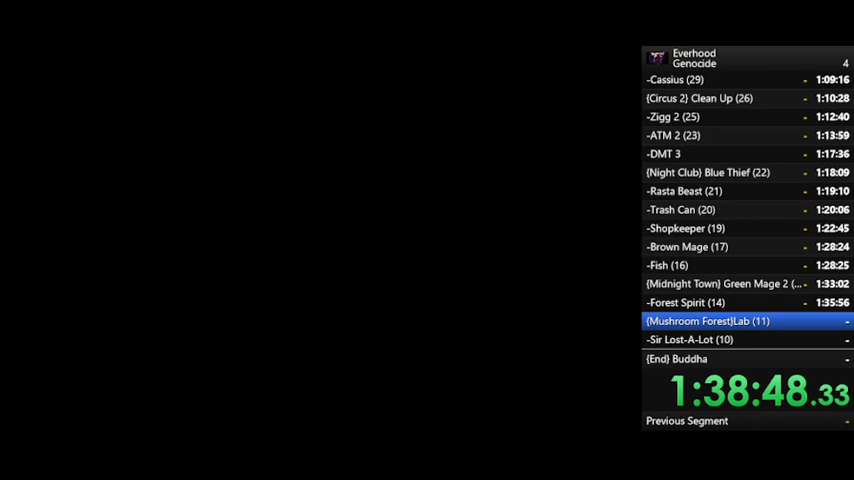 Everhood
Genocide 4
-Cassius (29) - 1:09:16
{Circus 2} Clean Up (26) - 1:10:28
-Zigg 2 (25) - 1:12:40
-ATM 2 (23) - 1:13:59
-DMT 3 - 1:17:36
{Night Club} Blue Thief (22) - 1:18:09
-Rasta Beast (21) - 1:19:10
-Trash Can (20) - 1:20:06
-Shopkeeper (19) - 1:22:45
-Brown Mage (17) - 1:28:24
-Fish (16) - 1:28:25
{Midnight Town} Green Mage 2 (... - 1:33:02
-Forest Spirit (14) - 1:35:56
{Mushroom Forest}Lab (11) -
-Sir Lost-A-Lot (10) -
{End} Buddha -
1:38:48.33
Previous Segment -